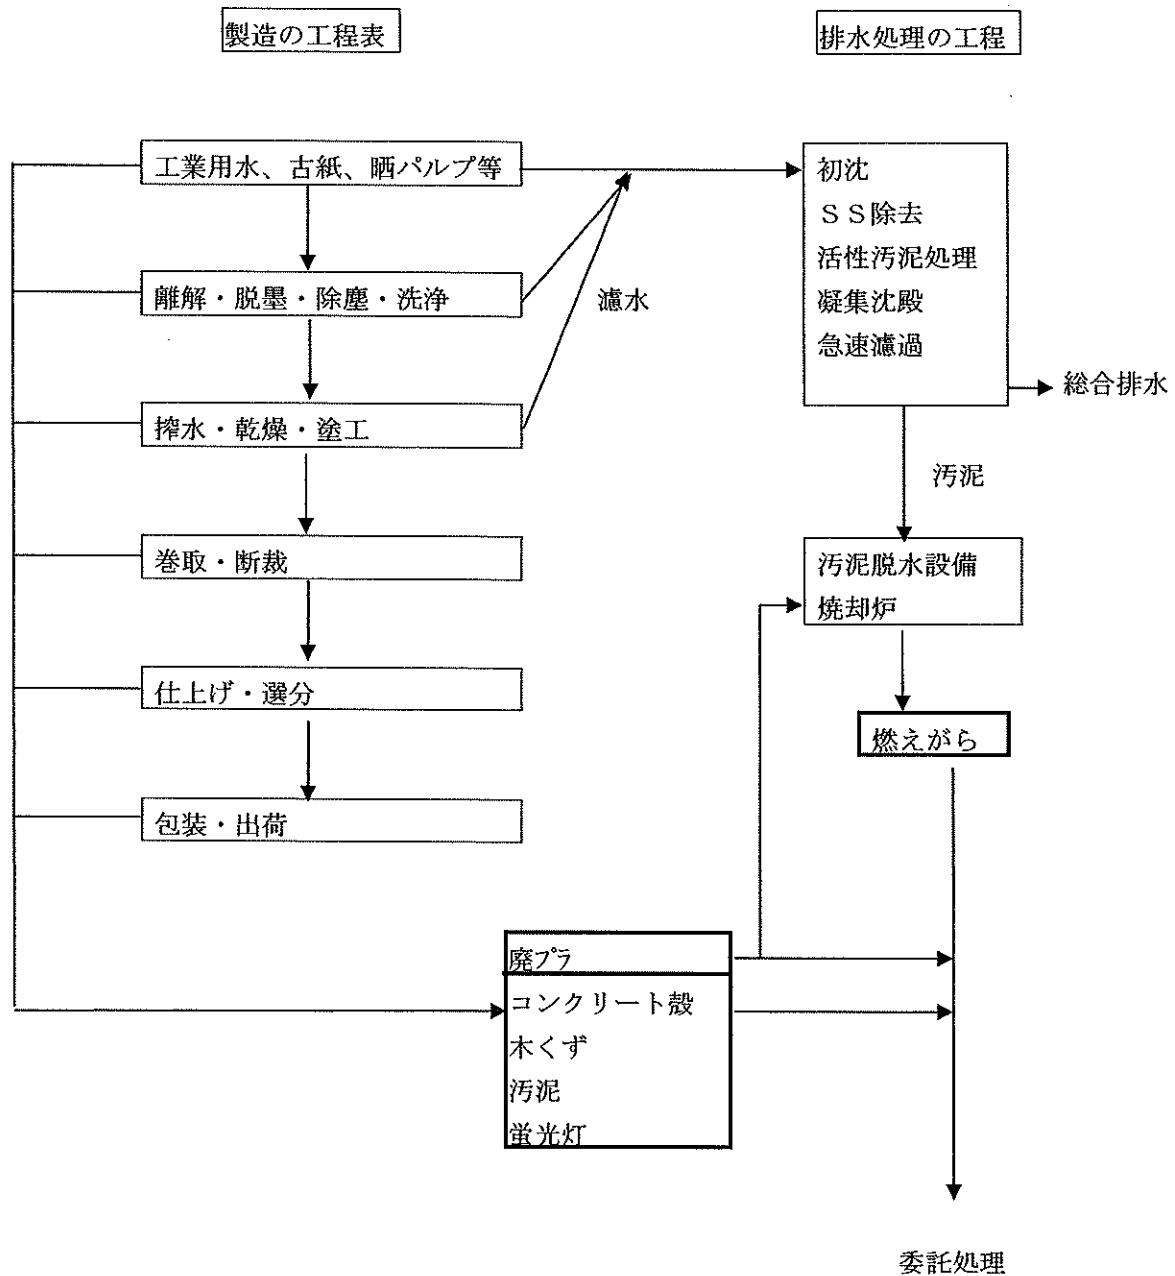 製造の工程表
排水処理の工程
工業用水、古紙、晒パルプ等
離解・脱墨・除塵・洗浄
搾水・乾燥・塗工
巻取・断裁
仕上げ・選分
包装・出荷
濾水
初沈
ＳＳ除去
活性汚泥処理
凝集沈殿
急速濾過
総合排水
汚泥
汚泥脱水設備
焼却炉
燃えがら
廃プラ
コンクリート殻
木くず
汚泥
蛍光灯
委託処理